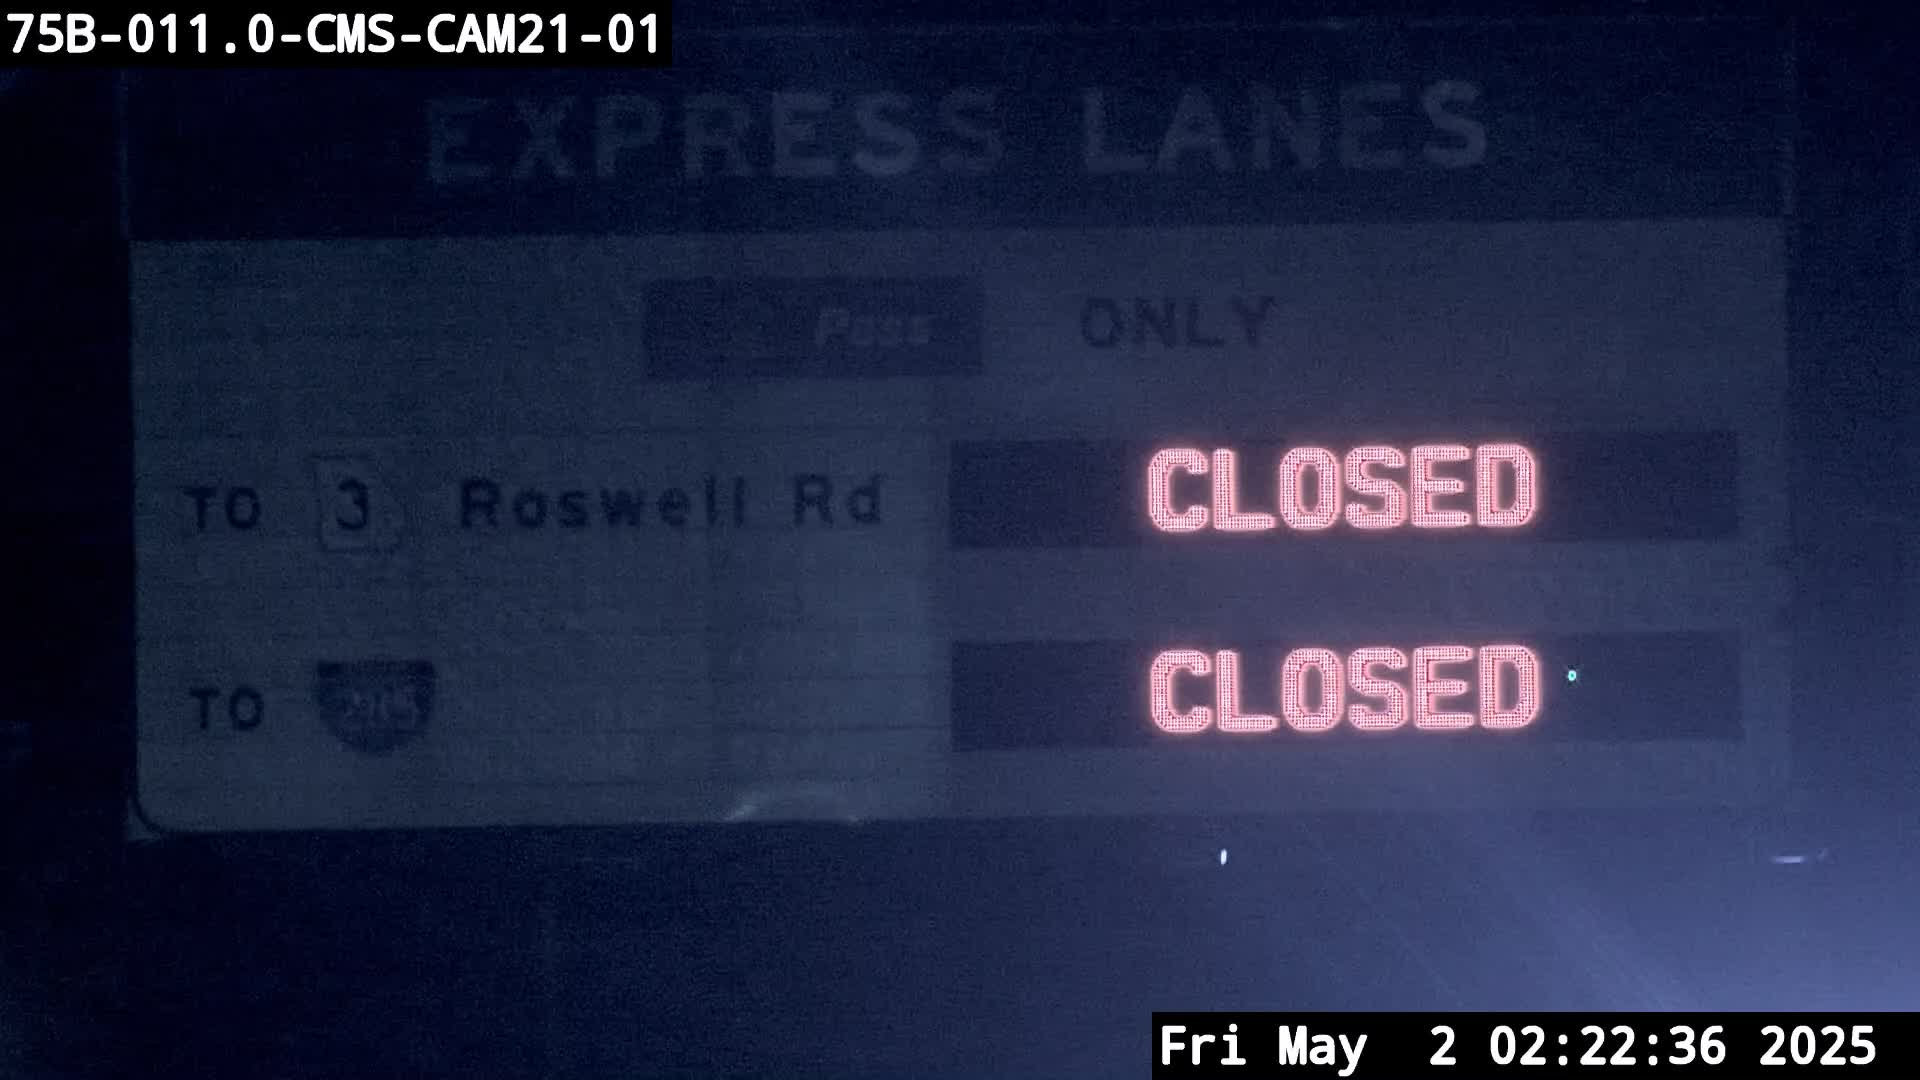 75B-011.0-CMS-CAM21-01
EXPRESS LANES
Pass ONLY
TO 3 Roswell Rd CLOSED
TO CLOSED
Fri May 2 02:22:36 2025